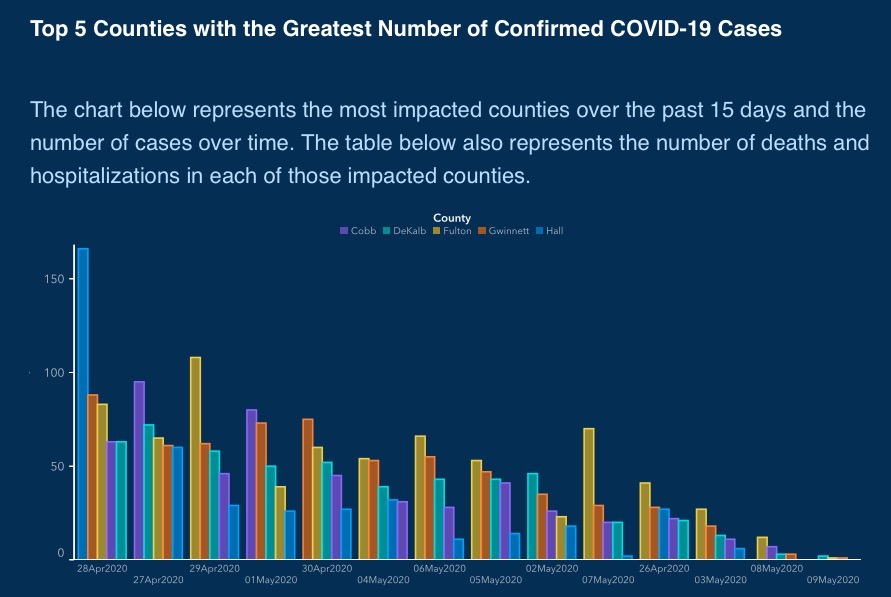 Top 5 Counties with the Greatest Number of Confirmed COVID-19 Cases
The chart below represents the most impacted counties over the past 15 days and the
number of cases over time. The table below also represents the number of deaths and
hospitalizations in each of those impacted counties.
County
Cobb DeKalb Fulton Gwinnett Hall
150
100
50
0
28Apr2020 29Apr2020 30Apr2020 06May2020 02May2020 26Apr2020 08May2020
27Apr2020 01May2020 04May2020 05May2020 07May2020 03May2020 09May2020